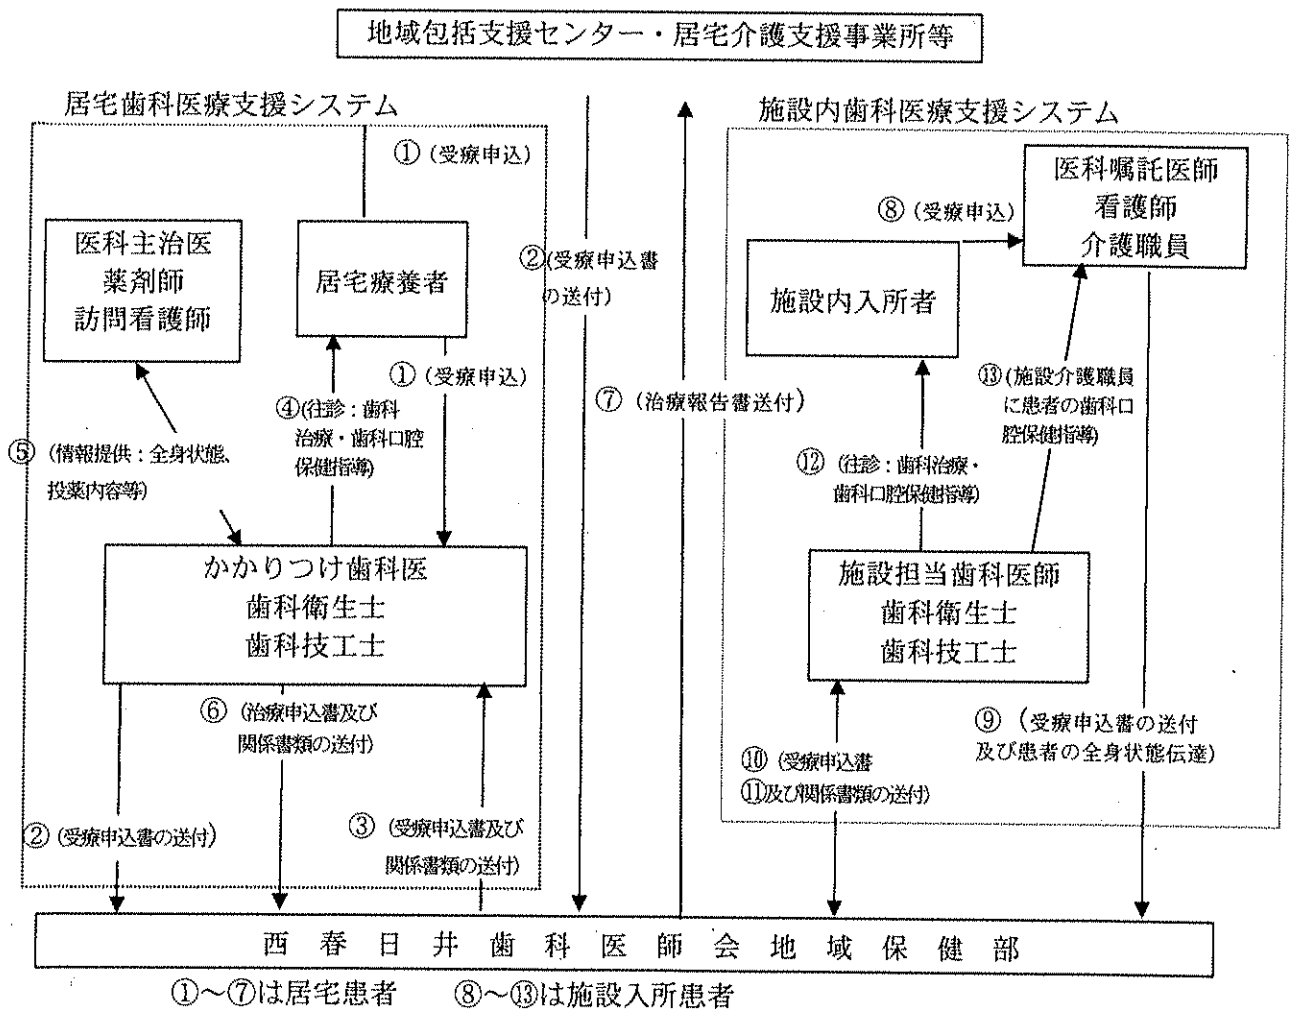 地域包括支援センター・居宅介護支援事業所等
居宅歯科医療支援システム
① (受療申込)
医科主治医
薬剤師
訪問看護師
居宅療養者
① (受療申込)
④(往診：歯科
治療・歯科口腔
保健指導)
⑤ (情報提供：全身状態、
投薬内容等)
かかりつけ歯科医
歯科衛生士
歯科技工士
⑥ (治療申込書及び
関係書類の送付)
② (受療申込書の送付)
③ (受療申込書及び
関係書類の送付)
②(受療申込書
の送付)
⑦ (治療報告書送付)
施設内歯科医療支援システム
医科嘱託医師
看護師
介護職員
⑧ (受療申込)
施設内入所者
⑬ (施設介護職員
に患者の歯科口
腔保健指導)
⑫ (往診：歯科治療・
歯科口腔保健指導)
施設担当歯科医師
歯科衛生士
歯科技工士
⑨ (受療申込書の送付
及び患者の全身状態伝達)
⑩ (受療申込書
⑪及び関係書類の送付)
西春日井歯科医師会地域保健部
①～⑦は居宅患者 ⑧～⑬は施設入所患者